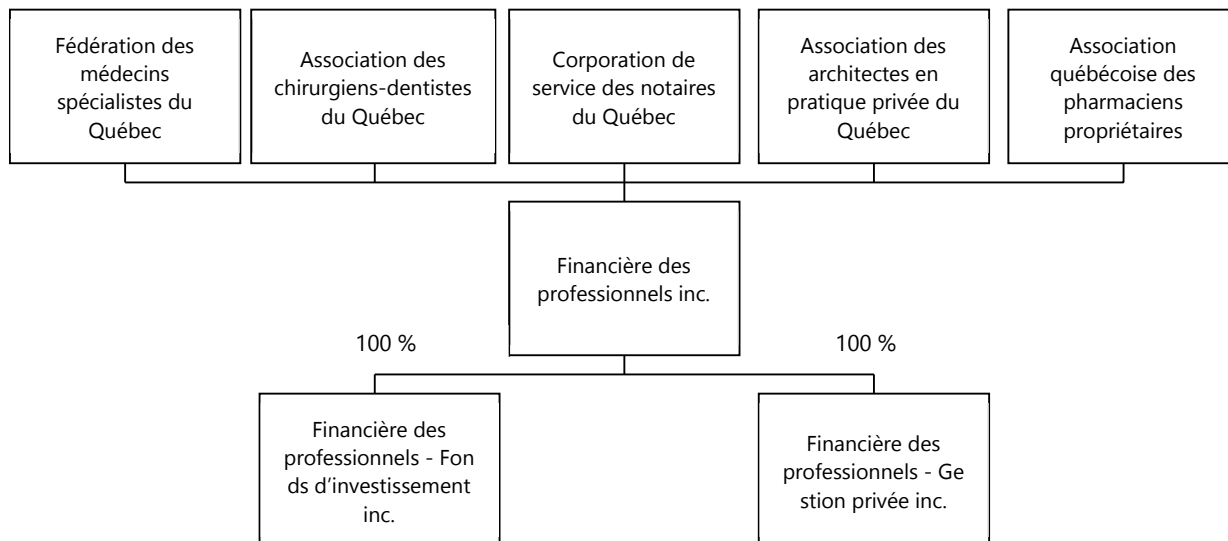 Fédération des
médecins
spécialistes du
Québec
Association des
chirurgiens-dentistes
du Québec
Corporation de
service des notaires
du Québec
Association des
architectes en
pratique privée du
Québec
Association
québécoise des
pharmaciens
propriétaires
Financière des
professionnels inc.
100 %
100 %
Financière des
professionnels - Fon
ds d’investissement
inc.
Financière des
professionnels - Ge
stion privée inc.